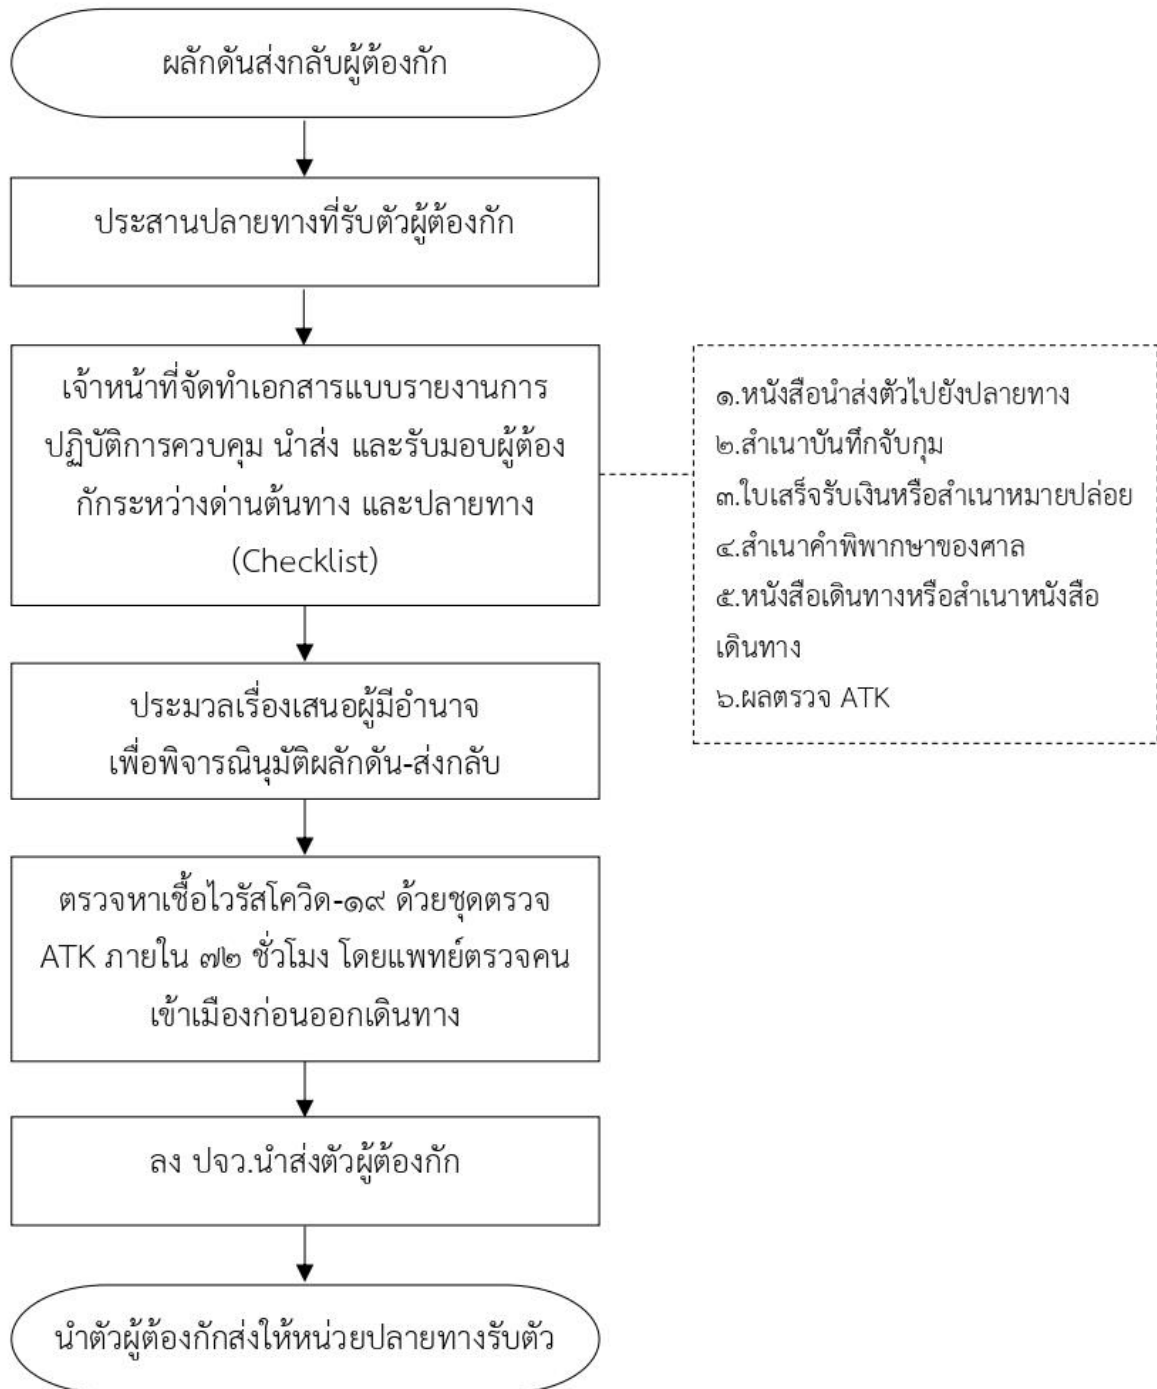 ผลักดันส่งกลับผู้ต้องกัก
ประสานปลายทางที่รับตัวผู้ต้องกัก
เจ้าหน้าที่จัดทำเอกสารแบบรายงานการ
ปฏิบัติการควบคุม นำส่ง และรับมอบผู้ต้อง
กักระหว่างด่านต้นทาง และปลายทาง
(Checklist)
๑.หนังสือนำส่งตัวไปยังปลายทาง
๒.สำเนาบันทึกจับกุม
๓.ใบเสร็จรับเงินหรือสำเนาหมายปล่อย
๔.สำเนาคำพิพากษาของศาล
๕.หนังสือเดินทางหรือสำเนาหนังสือ
เดินทาง
๖.ผลตรวจ ATK
ประมวลเรื่องเสนอผู้มีอำนาจ
เพื่อพิจารณินุมัติผลักดัน-ส่งกลับ
ตรวจหาเชื้อไวรัสโควิด-๑๙ ด้วยชุดตรวจ
ATK ภายใน ๗๒ ชั่วโมง โดยแพทย์ตรวจคน
เข้าเมืองก่อนออกเดินทาง
ลง ปจว.นำส่งตัวผู้ต้องกัก
นำตัวผู้ต้องกักส่งให้หน่วยปลายทางรับตัว